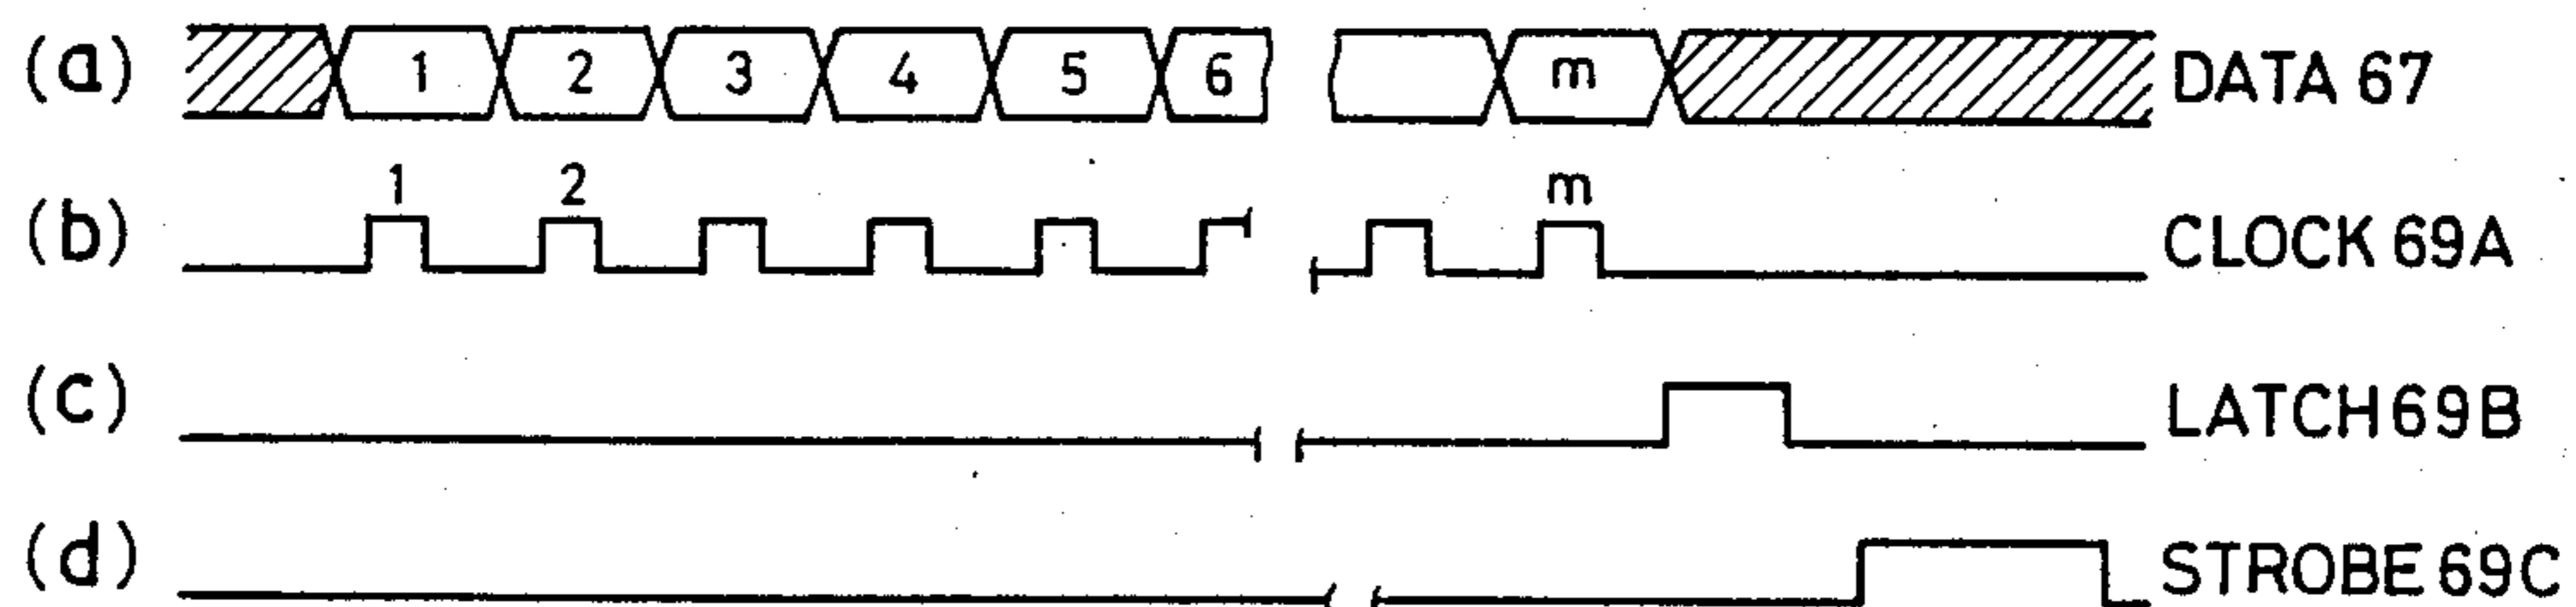 (a) 1 2 3 4 5 6 m DATA 67
1 2 m
(b) CLOCK 69A
(c) LATCH 69B
(d) STROBE 69C